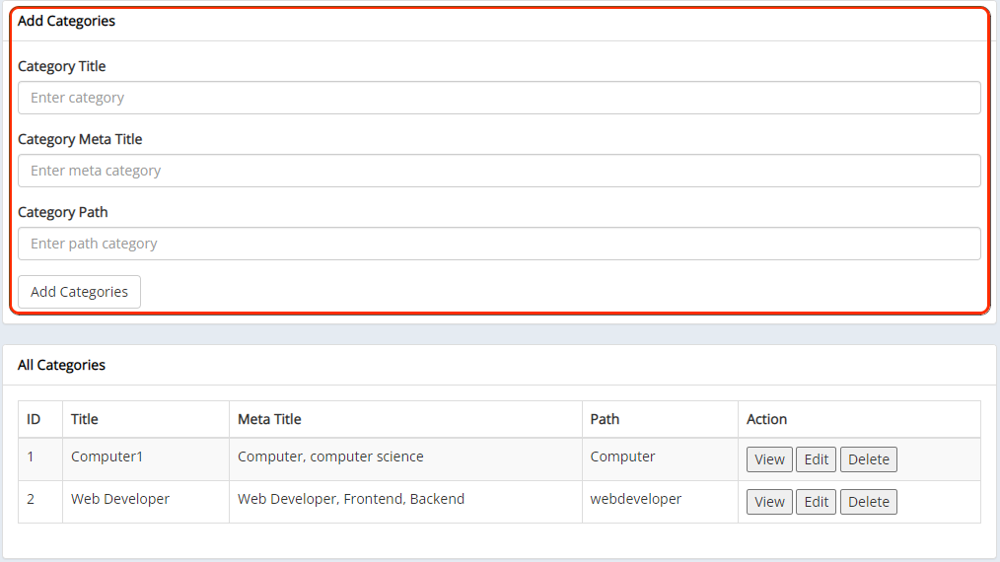 Add Categories
Category Title
Enter category
Category Meta Title
Enter meta category
Category Path
Enter path category
Add Categories
All Categories
ID Title Meta Title Path Action
1 Computer1 Computer, computer science Computer View Edit Delete
2 Web Developer Web Developer, Frontend, Backend webdeveloper View Edit Delete